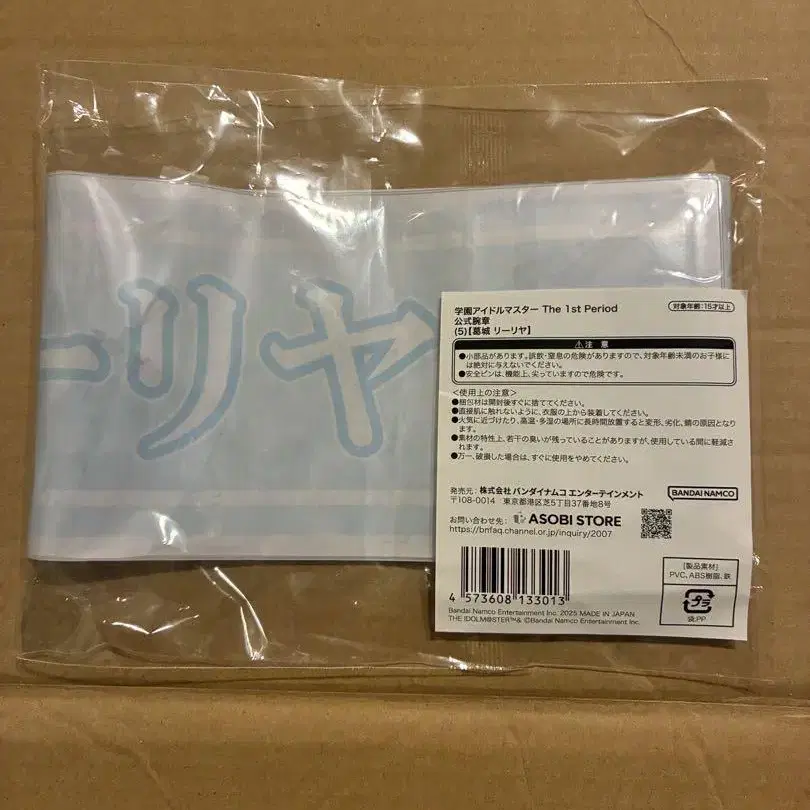 ーリヤ
学園アイドルマスター The 1st Period
対象年齢:15才以上
公式腕章
(5)【葛城 リーリヤ】
⚠注 意
●小部品があります。誤飲・窒息の危険がありますので、対象年齢未満のお子様に
は絶対に与えないでください。
●安全ピンは、機能上、尖っていますので危険です。
<使用上の注意>
●梱包材は開封後すぐに捨ててください。
●直接肌に触れないように、衣服の上から装着してください。
●火気に近づけたり、高温・多湿の場所に長時間放置すると変形、劣化、錆の原因となり
ます。
●素材の特性上、若干の臭いが残っていることがありますが、使用している間に軽減さ
れます。
●万一、破損した場合は、すぐに使用をやめてください。
発売元:株式会社 バンダイナムコ エンターテインメント
〒108-0014 東京都港区芝5丁目37番地8号
BANDAI NAMCO
お問い合わせ先: ASOBI STORE
https://bnfaq.channel.or.jp/inquiry/2007
4 573608 133013
[製品素材]
PVC、ABS樹脂、鉄
プラ
袋:PP
Bandai Namco Entertainment Inc. 2025 MADE IN JAPAN
THE IDOLM@STER™& ©Bandai Namco Entertainment Inc.